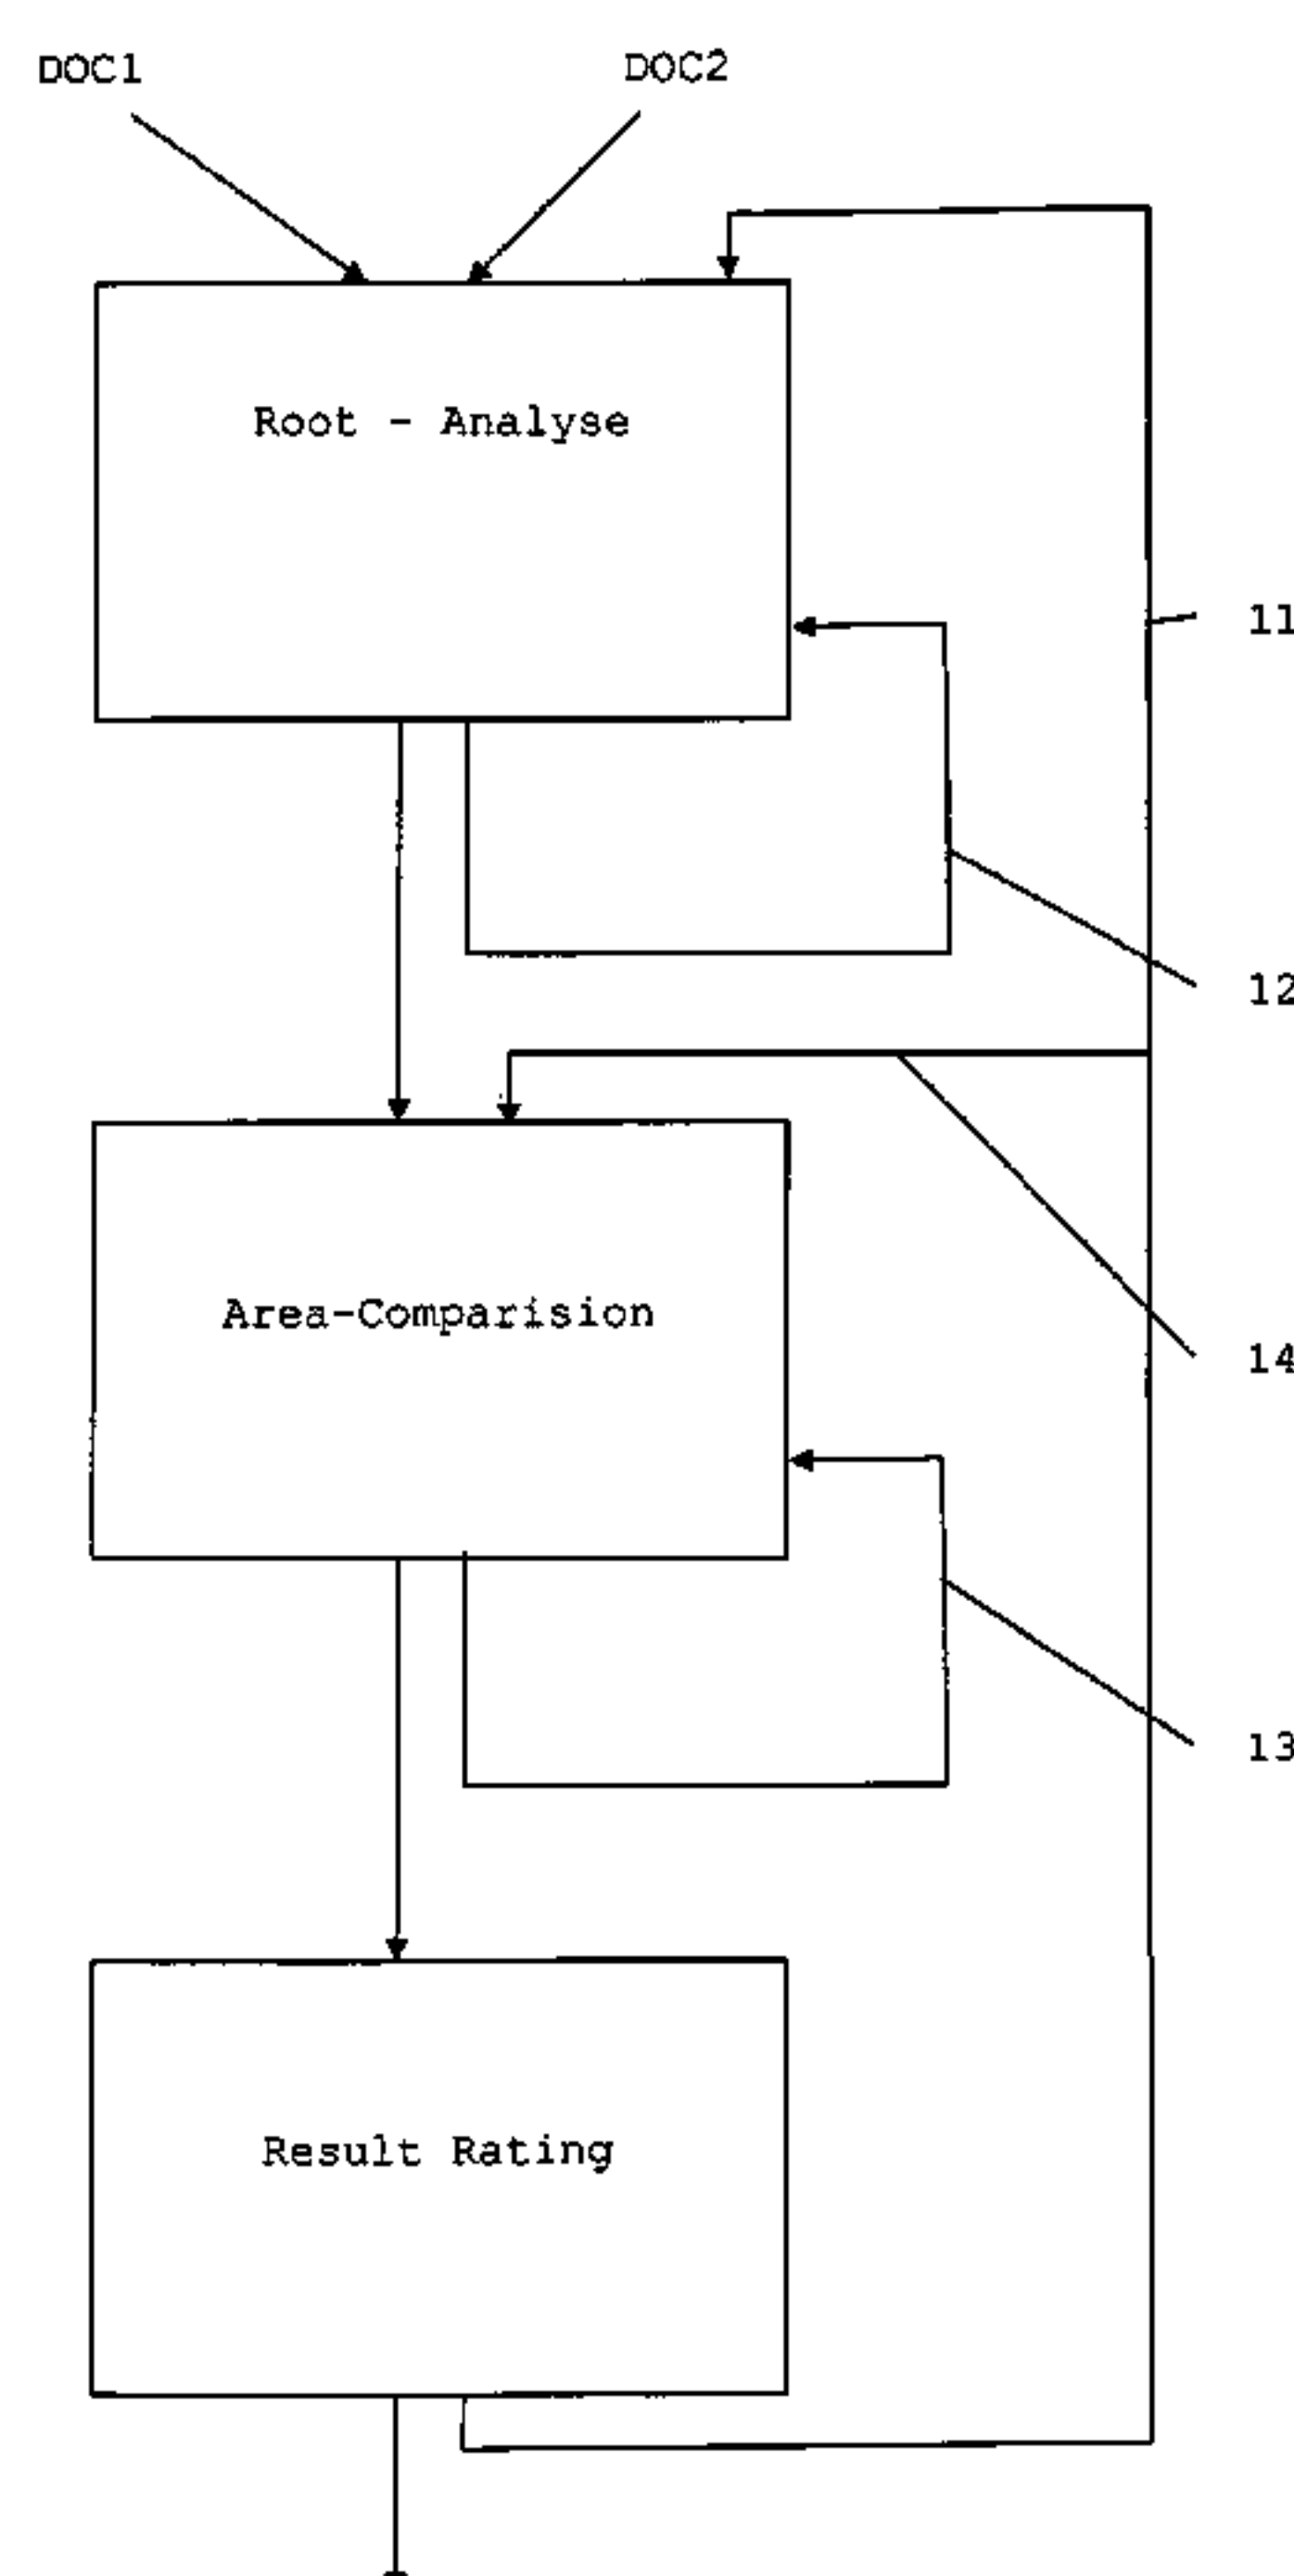 DOC1 DOC2
Root - Analyse
11
12
Area-Comparision
14
13
Result Rating